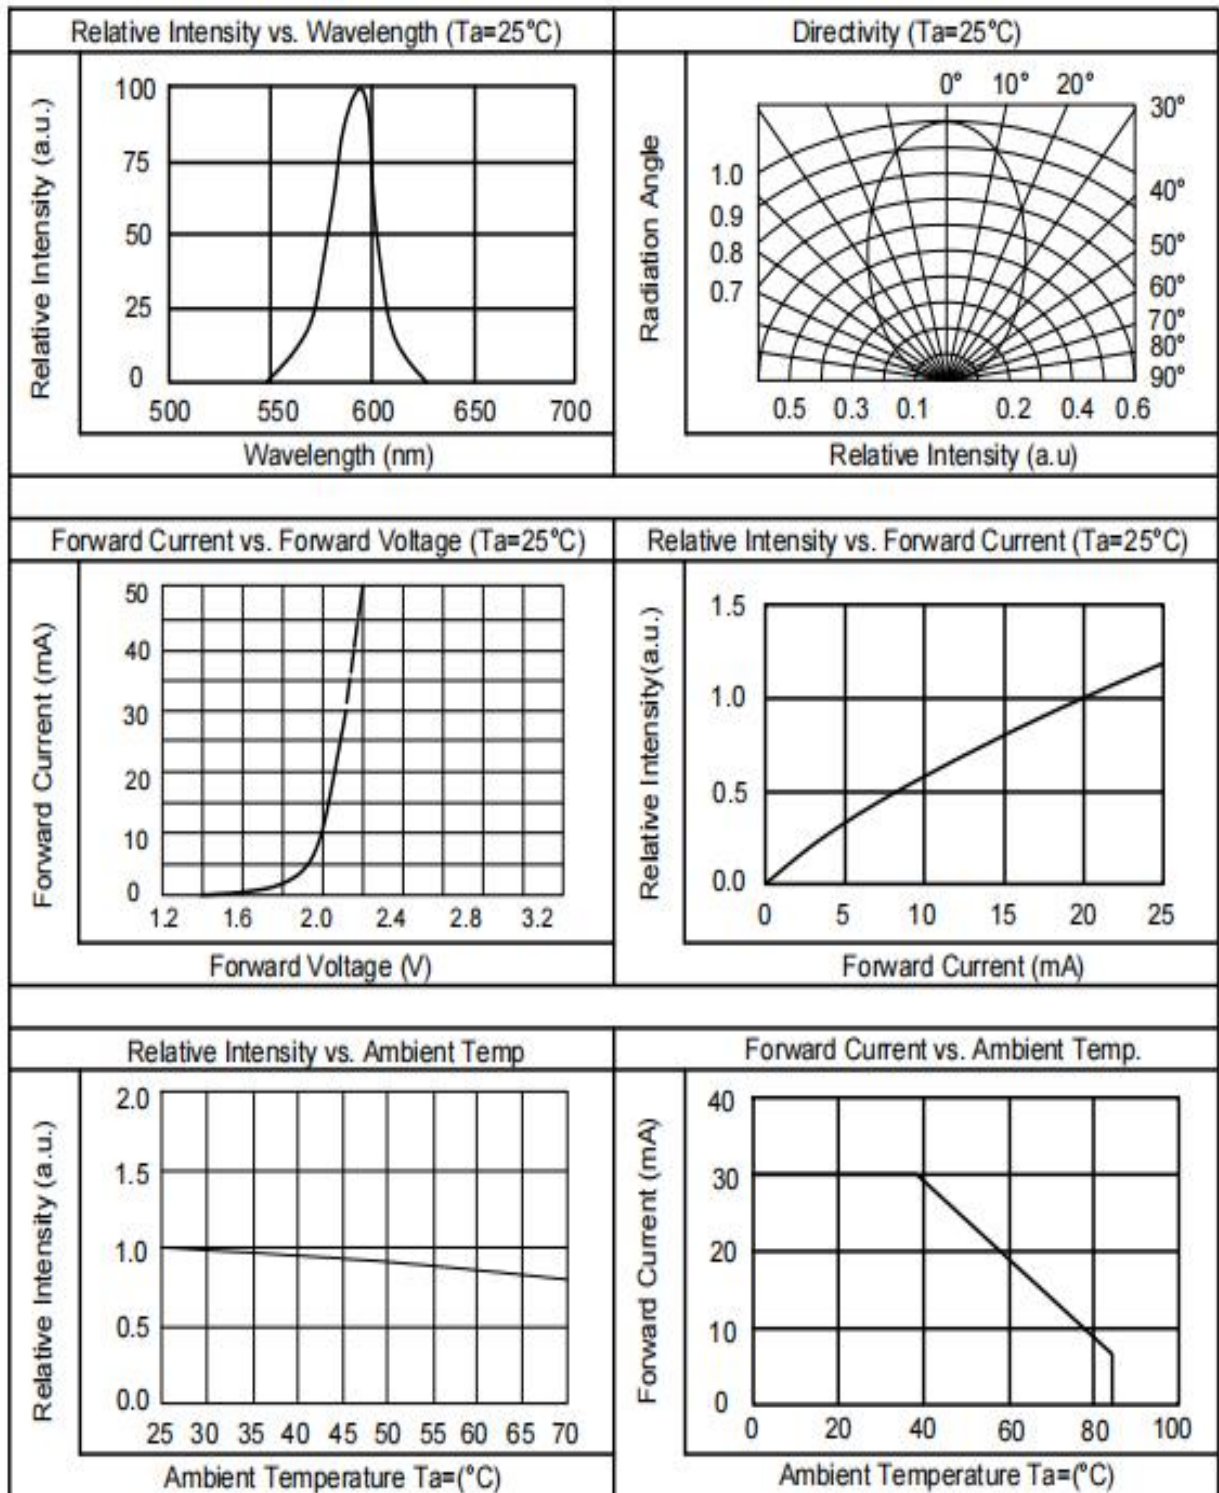 Relative Intensity vs. Wavelength (Ta=25°C)
Relative Intensity (a.u.)
100
75
50
25
0
500 550 600 650 700
Wavelength (nm)
Directivity (Ta=25°C)
Radiation Angle
0° 10° 20° 30°
40°
50°
60°
70°
80°
90°
1.0
0.9
0.8
0.7
0.5 0.3 0.1 0.2 0.4 0.6
Relative Intensity (a.u)
Forward Current vs. Forward Voltage (Ta=25°C)
Forward Current (mA)
50
40
30
20
10
0
1.2 1.6 2.0 2.4 2.8 3.2
Forward Voltage (V)
Relative Intensity vs. Forward Current (Ta=25°C)
Relative Intensity(a.u.)
1.5
1.0
0.5
0.0
0 5 10 15 20 25
Forward Current (mA)
Relative Intensity vs. Ambient Temp
Relative Intensity (a.u.)
2.0
1.5
1.0
0.5
0.0
25 30 35 40 45 50 55 60 65 70
Ambient Temperature Ta=(°C)
Forward Current vs. Ambient Temp.
Forward Current (mA)
40
30
20
10
0
0 20 40 60 80 100
Ambient Temperature Ta=(°C)